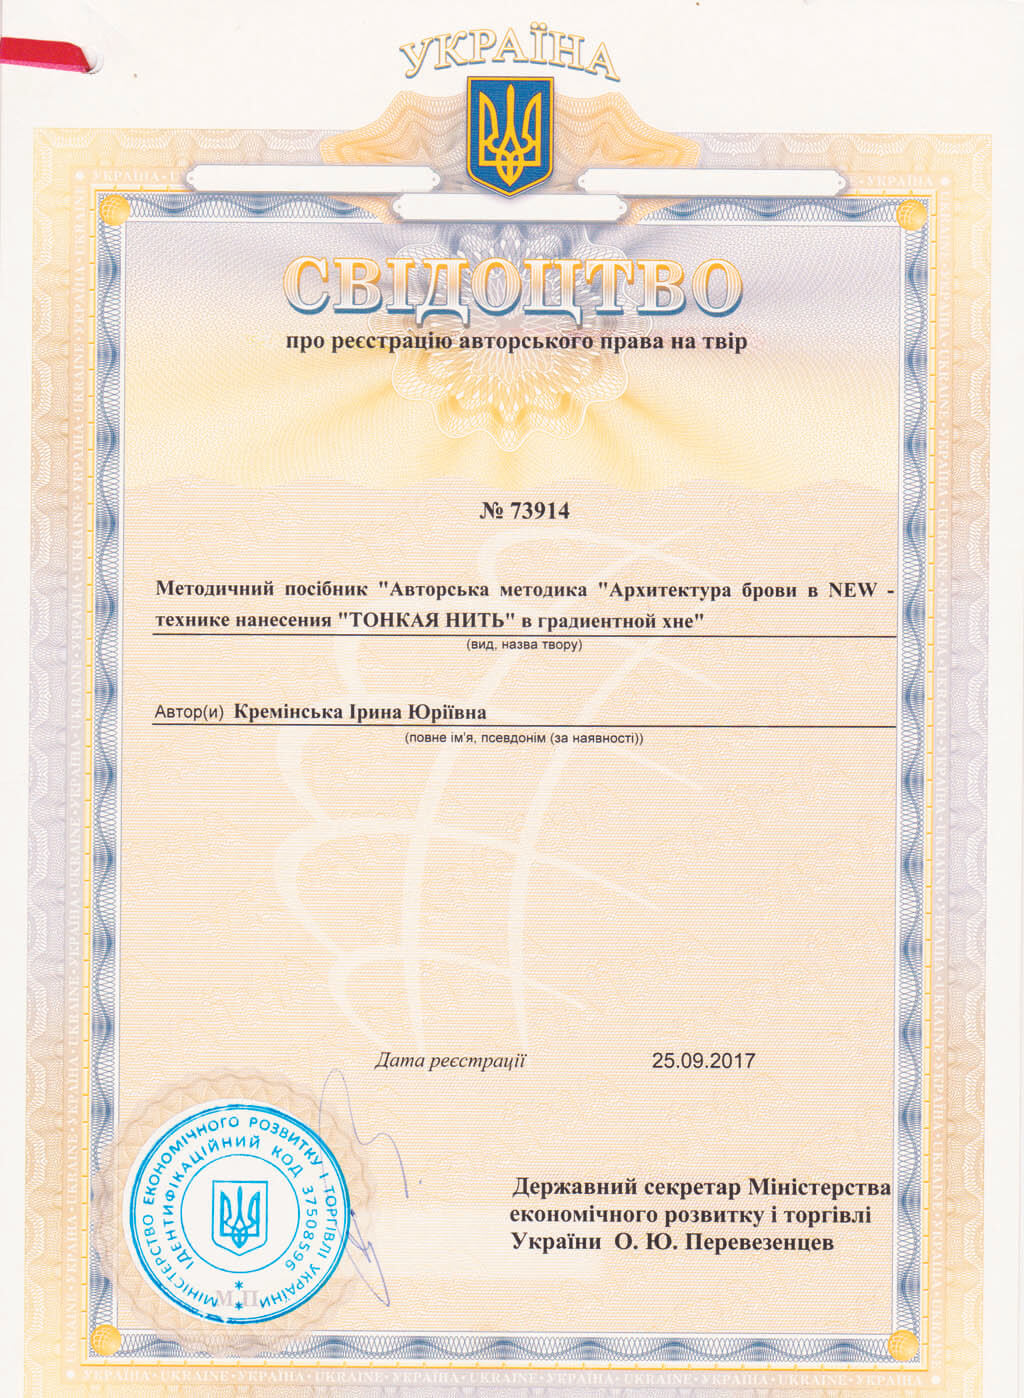 УКРАЇНА
СВІДОЦТВО
про реєстрацію авторського права на твір
№ 73914
Методичний посібник "Авторська методика "Архитектура брови в NEW -
технике нанесения "ТОНКАЯ НИТЬ" в градиентной хне"
(вид, назва твору)
Автор(и) Кремінська Ірина Юріївна
(повне ім'я, псевдонім (за наявності))
Дата реєстрації 25.09.2017
Державний секретар Міністерства
економічного розвитку і торгівлі
України О. Ю. Перевезенцев
МІНІСТЕРСТВО ЕКОНОМІЧНОГО РОЗВИТКУ І ТОРГІВЛІ УКРАЇНИ
ІДЕНТИФІКАЦІЙНИЙ КОД 37508596
М.П.